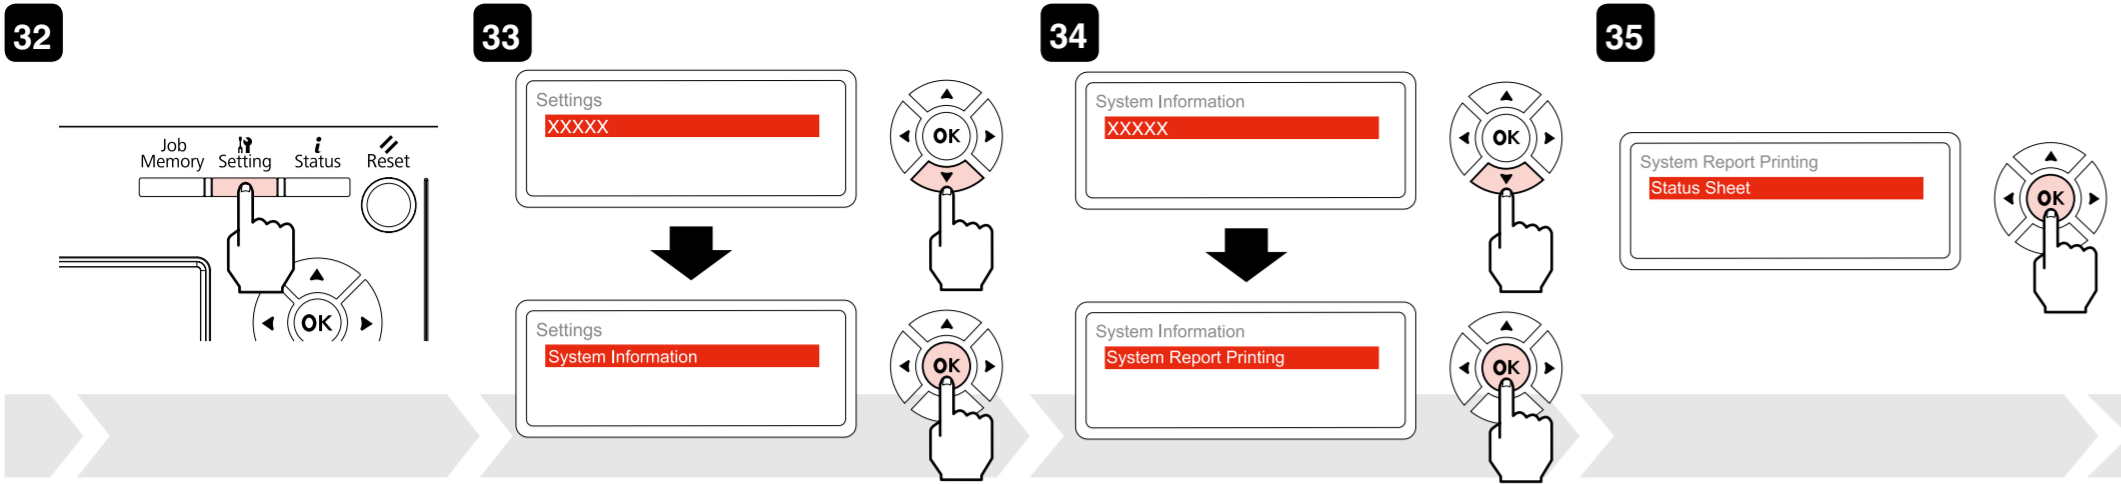 32
Job
Memory
Setting
Status
Reset
OK
33
Settings
XXXXX
OK
Settings
System Information
OK
34
System Information
XXXXX
OK
System Information
System Report Printing
OK
35
System Report Printing
Status Sheet
OK